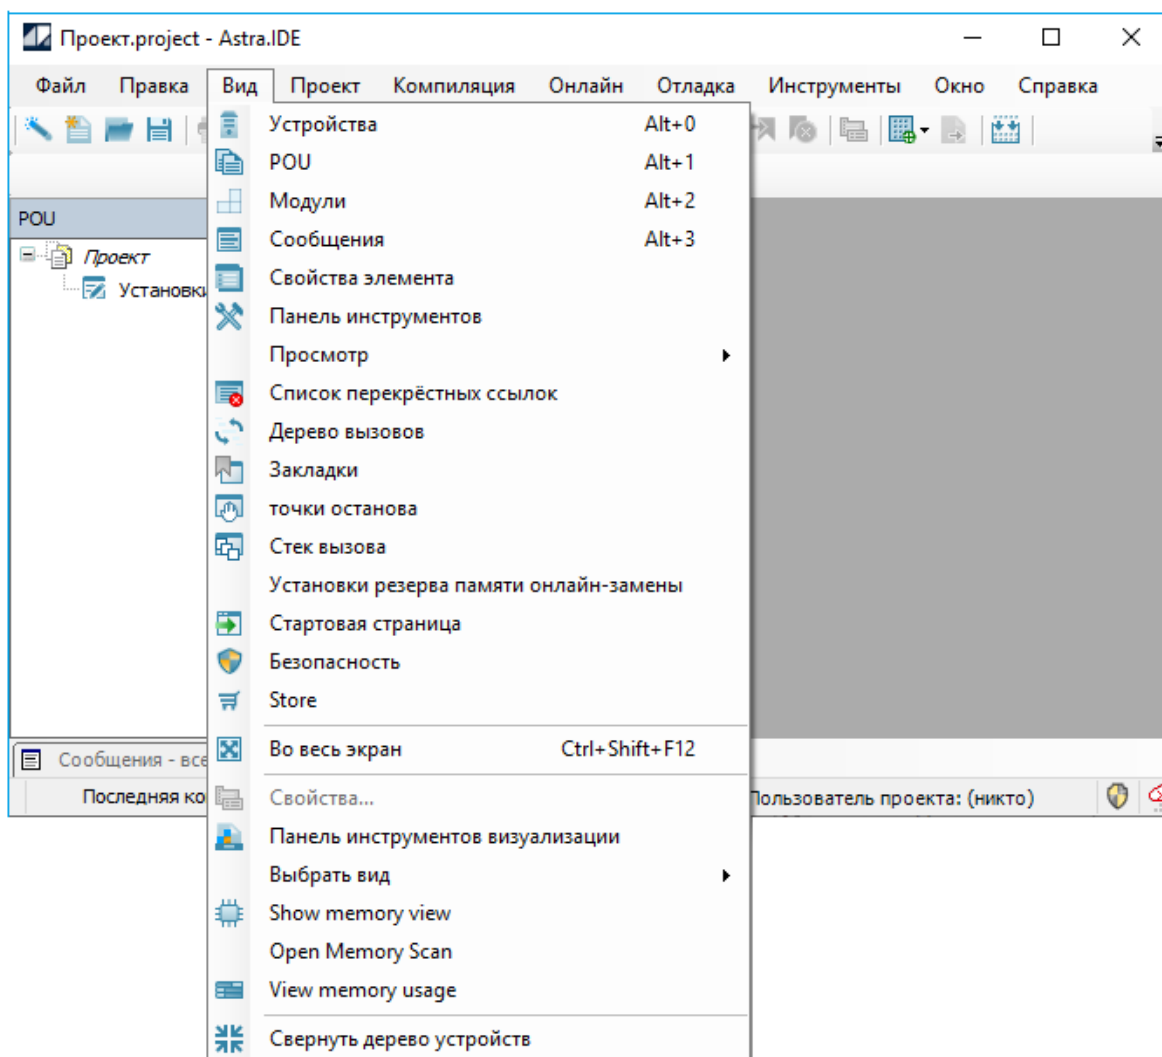 Проект.project - Astra.IDE
Файл Правка Вид Проект Компиляция Онлайн Отладка Инструменты Окно Справка
POU
Проект
Установки
Устройства Alt+0
POU Alt+1
Модули Alt+2
Сообщения Alt+3
Свойства элемента
Панель инструментов
Просмотр
Список перекрёстных ссылок
Дерево вызовов
Закладки
точки останова
Стек вызова
Установки резерва памяти онлайн-замены
Стартовая страница
Безопасность
Store
Во весь экран Ctrl+Shift+F12
Свойства...
Панель инструментов визуализации
Выбрать вид
Show memory view
Open Memory Scan
View memory usage
Свернуть дерево устройств
Сообщения - все
Последняя ко
Пользователь проекта: (никто)